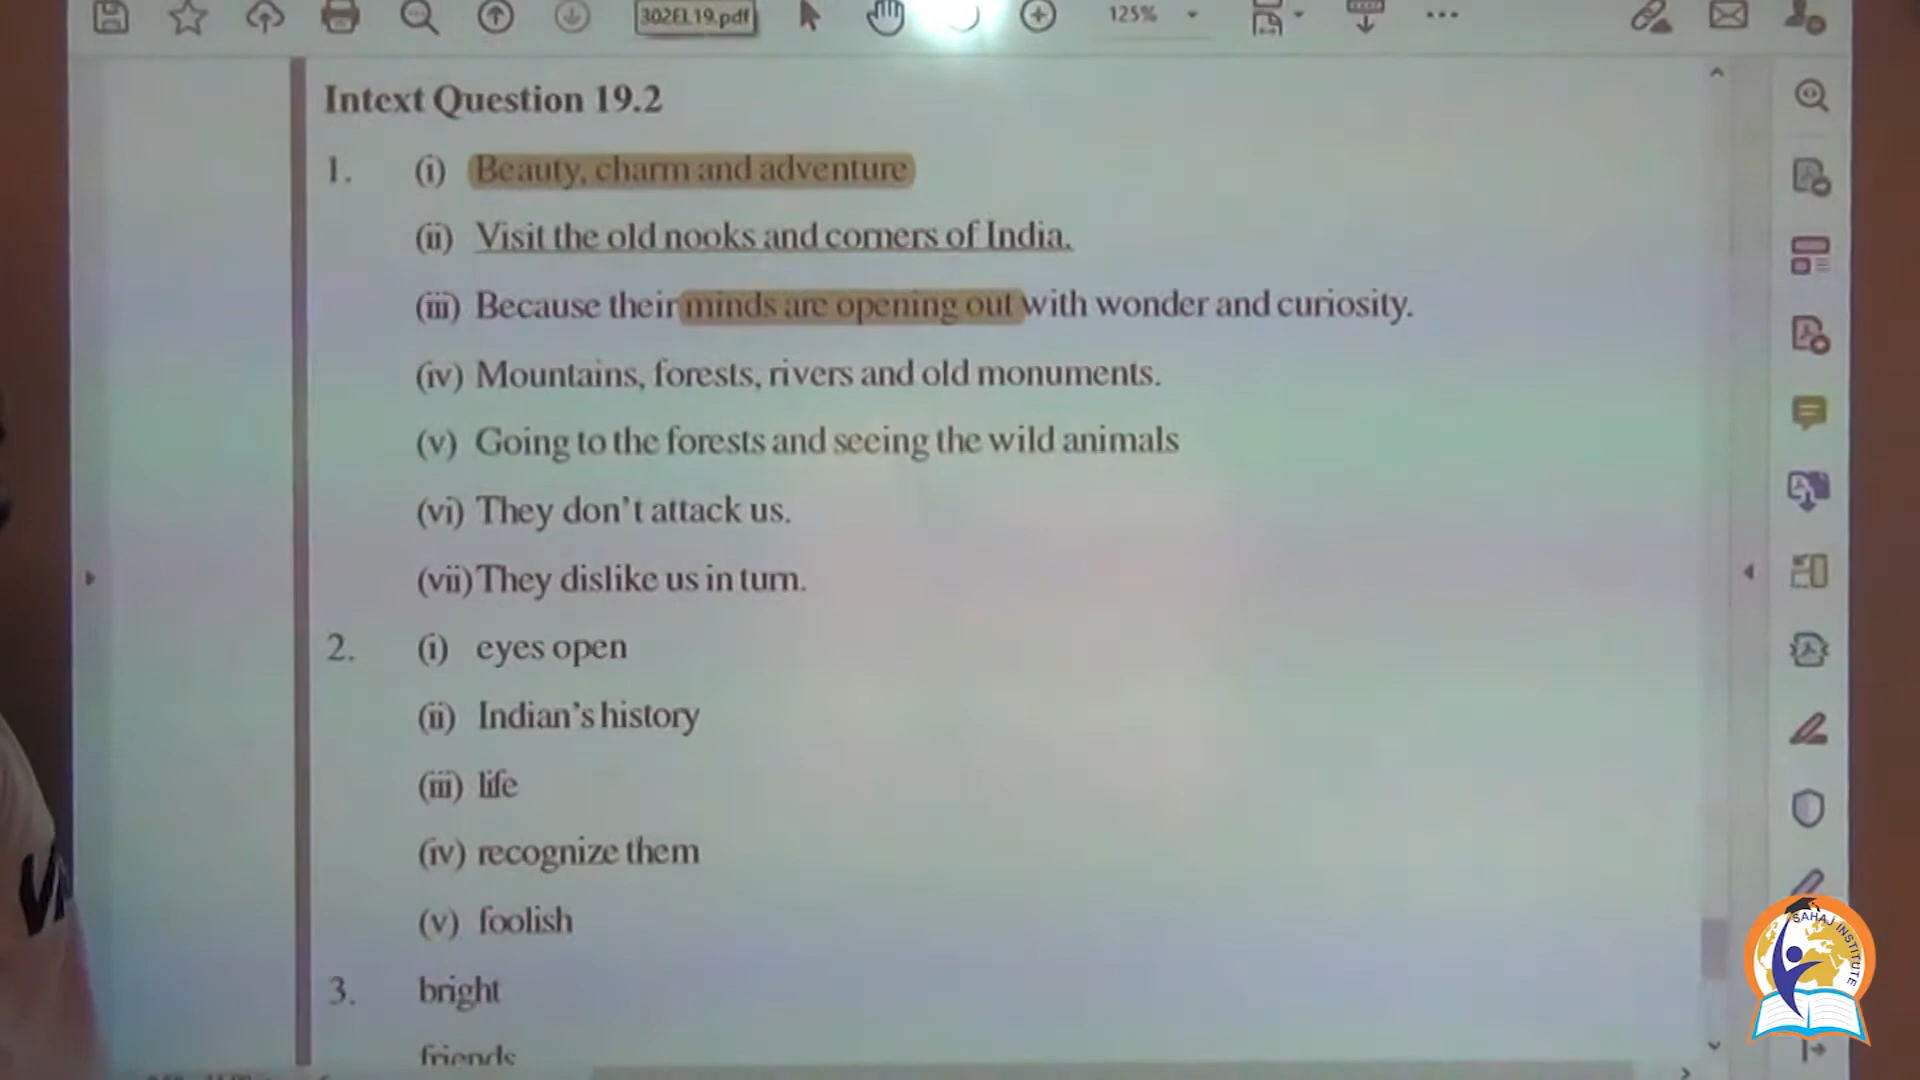 302EL19.pdf
125%
Intext Question 19.2
1. (i) Beauty, charm and adventure
(ii) Visit the old nooks and corners of India.
(iii) Because their minds are opening out with wonder and curiosity.
(iv) Mountains, forests, rivers and old monuments.
(v) Going to the forests and seeing the wild animals
(vi) They don't attack us.
(vii) They dislike us in turn.
2. (i) eyes open
(ii) Indian's history
(iii) life
(iv) recognize them
(v) foolish
3. bright
friends
SAHAJ INSTITUTE